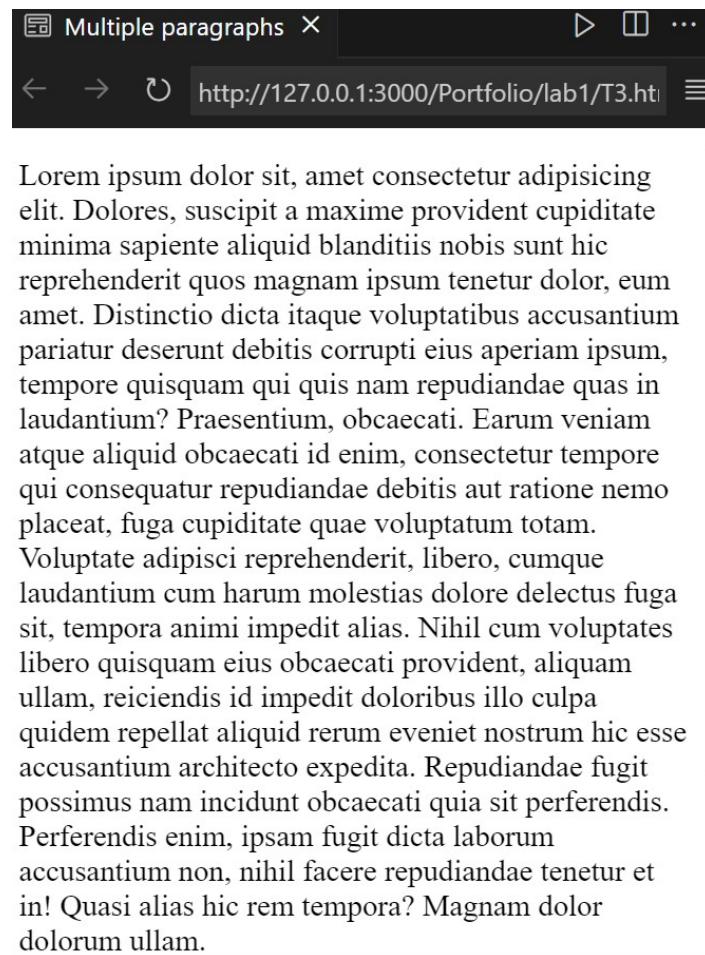 Multiple paragraphs
http://127.0.0.1:3000/Portfolio/lab1/T3.ht
Lorem ipsum dolor sit, amet consectetur adipisicing
elit. Dolores, suscipit a maxime provident cupiditate
minima sapiente aliquid blanditiis nobis sunt hic
reprehenderit quos magnam ipsum tenetur dolor, eum
amet. Distinctio dicta itaque voluptatibus accusantium
pariatur deserunt debitis corrupti eius aperiam ipsum,
tempore quisquam qui quis nam repudiandae quas in
laudantium? Praesentium, obcaecati. Earum veniam
atque aliquid obcaecati id enim, consectetur tempore
qui consequatur repudiandae debitis aut ratione nemo
placeat, fuga cupiditate quae voluptatum totam.
Voluptate adipisci reprehenderit, libero, cumque
laudantium cum harum molestias dolore delectus fuga
sit, tempora animi impedit alias. Nihil cum voluptates
libero quisquam eius obcaecati provident, aliquam
ullam, reiciendis id impedit doloribus illo culpa
quidem repellat aliquid rerum eveniet nostrum hic esse
accusantium architecto expedita. Repudiandae fugit
possimus nam incidunt obcaecati quia sit perferendis.
Perferendis enim, ipsam fugit dicta laborum
accusantium non, nihil facere repudiandae tenetur et
in! Quasi alias hic rem tempora? Magnam dolor
dolorum ullam.